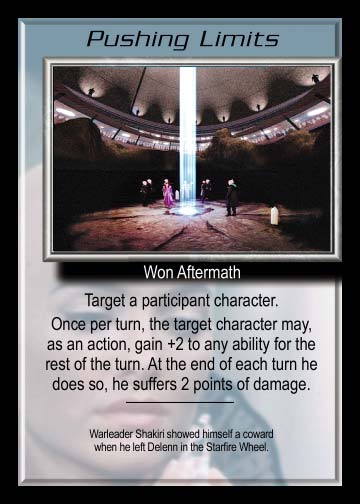 Pushing Limits
Won Aftermath
Target a participant character.
Once per turn, the target character may,
as an action, gain +2 to any ability for the
rest of the turn. At the end of each turn he
does so, he suffers 2 points of damage.
Warleader Shakiri showed himself a coward
when he left Delenn in the Starfire Wheel.